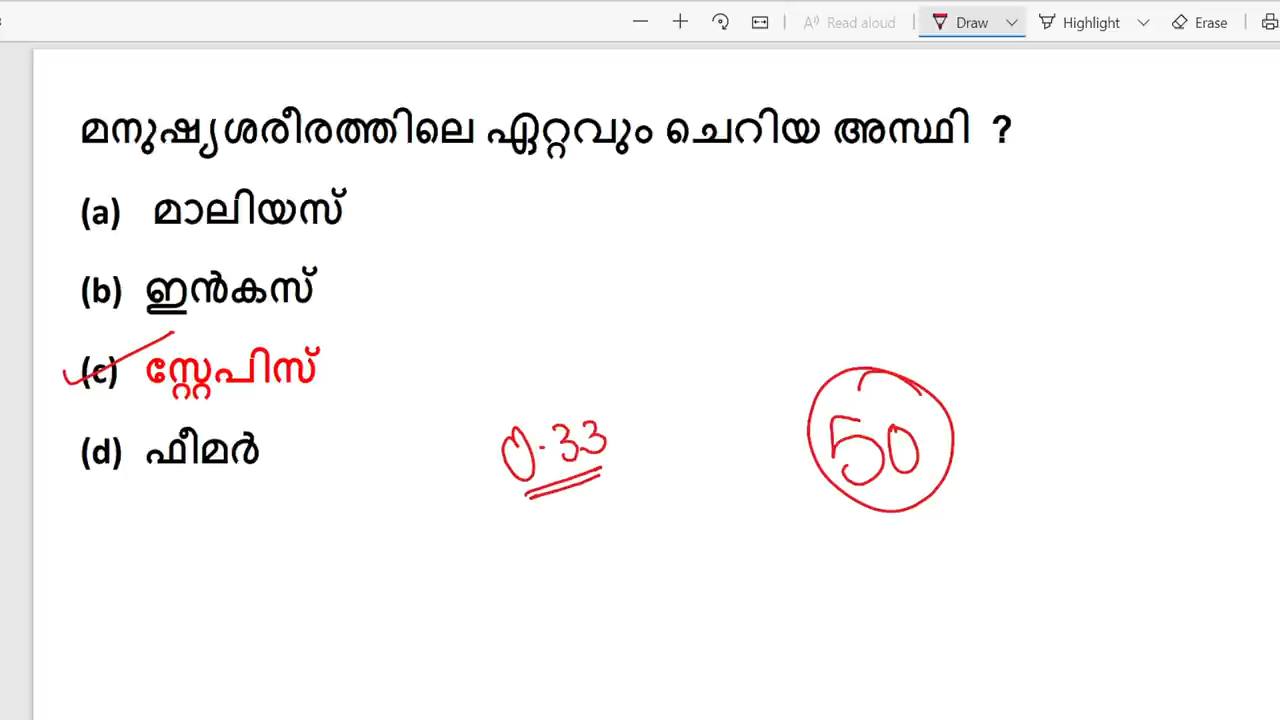 Read aloud Draw Highlight Erase
മനുഷ്യശരീരത്തിലെ ഏറ്റവും ചെറിയ അസ്ഥി ?
(a) മാലിയസ്
(b) ഇൻകസ്
(c) സ്റ്റേപിസ്
(d) ഫീമർ
0.33
50